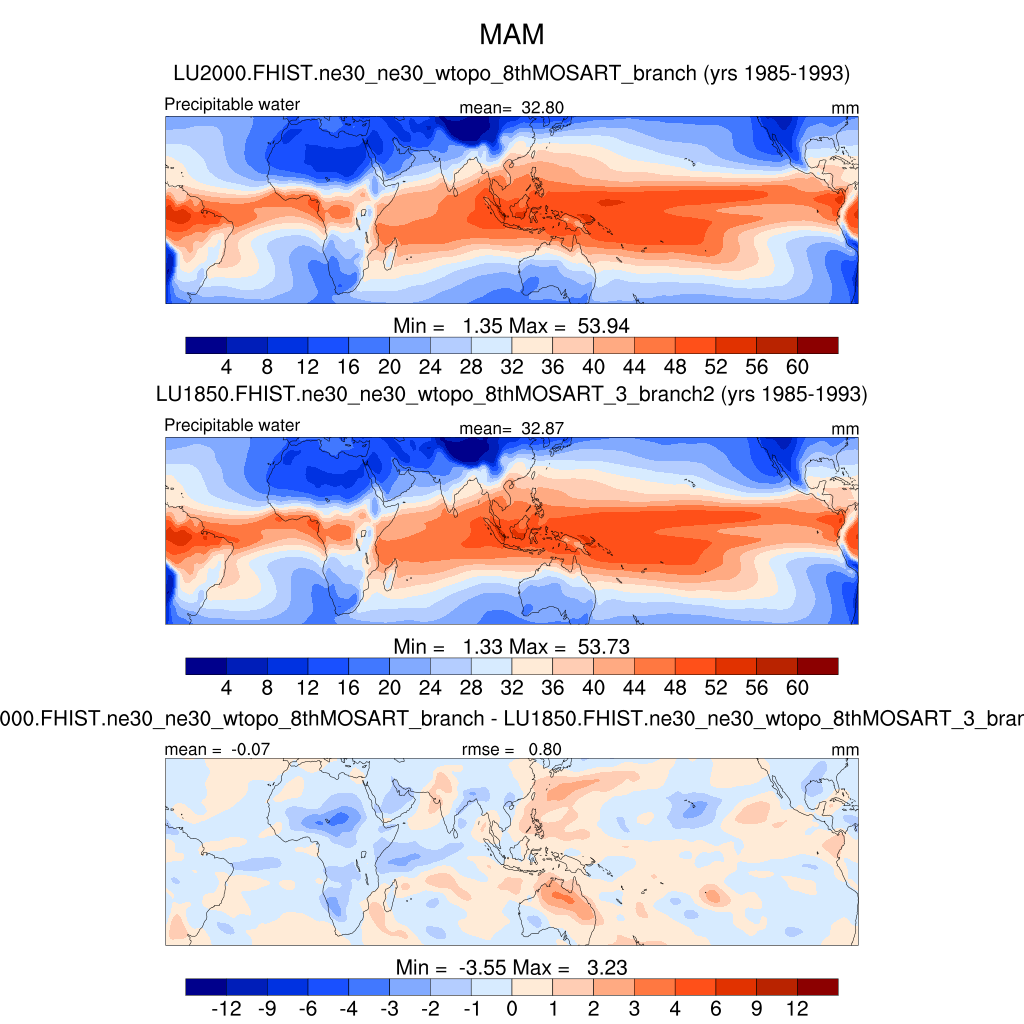 MAM
LU2000.FHIST.ne30_ne30_wtopo_8thMOSART_branch (yrs 1985-1993)
Precipitable water mean= 32.80 mm
Min = 1.35 Max = 53.94
4 8 12 16 20 24 28 32 36 40 44 48 52 56 60
LU1850.FHIST.ne30_ne30_wtopo_8thMOSART_3_branch2 (yrs 1985-1993)
Precipitable water mean= 32.87 mm
Min = 1.33 Max = 53.73
4 8 12 16 20 24 28 32 36 40 44 48 52 56 60
000.FHIST.ne30_ne30_wtopo_8thMOSART_branch - LU1850.FHIST.ne30_ne30_wtopo_8thMOSART_3_bran
mean = -0.07 rmse = 0.80 mm
Min = -3.55 Max = 3.23
-12 -9 -6 -4 -3 -2 -1 0 1 2 3 4 6 9 12